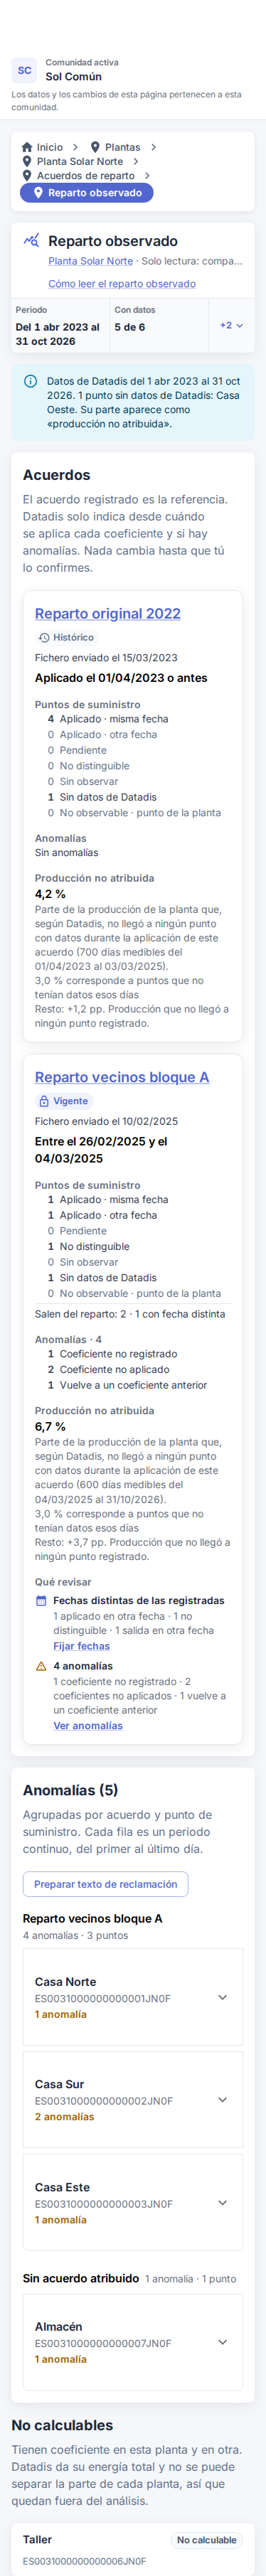 SC
Comunidad activa
Sol Común
Los datos y los cambios de esta página pertenecen a esta
comunidad.
Inicio
Plantas
Planta Solar Norte
Acuerdos de reparto
Reparto observado
Reparto observado
Planta Solar Norte · Solo lectura: compa...
Cómo leer el reparto observado
Periodo
Del 1 abr 2023 al
31 oct 2026
Con datos
5 de 6
+2
Datos de Datadis del 1 abr 2023 al 31 oct
2026. 1 punto sin datos de Datadis: Casa
Oeste. Su parte aparece como
«producción no atribuida».
Acuerdos
El acuerdo registrado es la referencia.
Datadis solo indica desde cuándo
se aplica cada coeficiente y si hay
anomalías. Nada cambia hasta que tú
lo confirmes.
Reparto original 2022
Histórico
Fichero enviado el 15/03/2023
Aplicado el 01/04/2023 o antes
Puntos de suministro
4 Aplicado · misma fecha
0 Aplicado · otra fecha
0 Pendiente
0 No distinguible
0 Sin observar
1 Sin datos de Datadis
0 No observable · punto de la planta
Anomalías
Sin anomalías
Producción no atribuida
4,2 %
Parte de la producción de la planta que,
según Datadis, no llegó a ningún punto
con datos durante la aplicación de este
acuerdo (700 días medibles del
01/04/2023 al 03/03/2025).
3,0 % corresponde a puntos que no
tenían datos esos días
Resto: +1,2 pp. Producción que no llegó a
ningún punto registrado.
Reparto vecinos bloque A
Vigente
Fichero enviado el 10/02/2025
Entre el 26/02/2025 y el
04/03/2025
Puntos de suministro
1 Aplicado · misma fecha
1 Aplicado · otra fecha
0 Pendiente
1 No distinguible
0 Sin observar
1 Sin datos de Datadis
0 No observable · punto de la planta
Salen del reparto: 2 · 1 con fecha distinta
Anomalías · 4
1 Coeficiente no registrado
2 Coeficiente no aplicado
1 Vuelve a un coeficiente anterior
Producción no atribuida
6,7 %
Parte de la producción de la planta que,
según Datadis, no llegó a ningún punto
con datos durante la aplicación de este
acuerdo (600 días medibles del
04/03/2025 al 31/10/2026).
3,0 % corresponde a puntos que no
tenían datos esos días
Resto: +3,7 pp. Producción que no llegó a
ningún punto registrado.
Qué revisar
Fechas distintas de las registradas
1 aplicado en otra fecha · 1 no
distinguible · 1 salida en otra fecha
Fijar fechas
4 anomalías
1 coeficiente no registrado · 2
coeficientes no aplicados · 1 vuelve a
un coeficiente anterior
Ver anomalías
Anomalías (5)
Agrupadas por acuerdo y punto de
suministro. Cada fila es un periodo
continuo, del primer al último día.
Preparar texto de reclamación
Reparto vecinos bloque A
4 anomalías · 3 puntos
Casa Norte
ES0031000000000001JN0F
1 anomalía
Casa Sur
ES0031000000000002JN0F
2 anomalías
Casa Este
ES0031000000000003JN0F
1 anomalía
Sin acuerdo atribuido 1 anomalía · 1 punto
Almacén
ES0031000000000007JN0F
1 anomalía
No calculables
Tienen coeficiente en esta planta y en otra.
Datadis da su energía total y no se puede
separar la parte de cada planta, así que
quedan fuera del análisis.
Taller
No calculable
ES0031000000000006JN0F